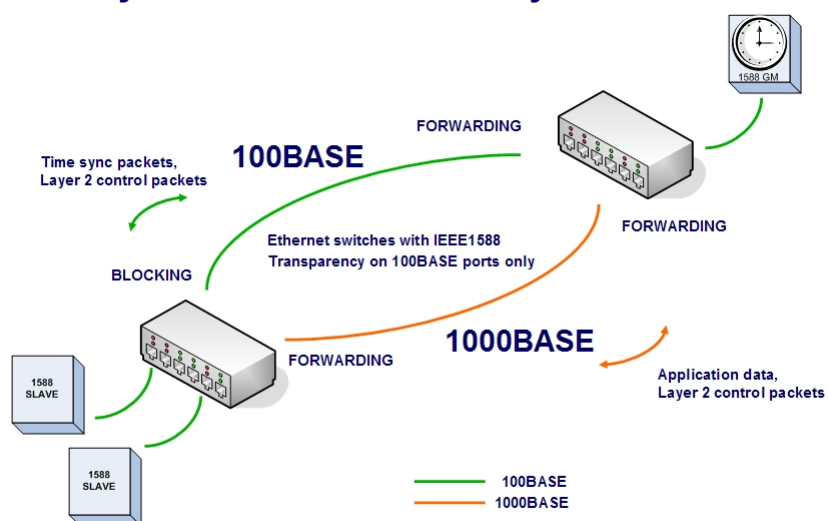 1588 GM
FORWARDING
100BASE
Time sync packets,
Layer 2 control packets
FORWARDING
Ethernet switches with IEEE1588
Transparency on 100BASE ports only
BLOCKING
1000BASE
FORWARDING
Application data,
Layer 2 control packets
1588
SLAVE
1588
SLAVE
100BASE
1000BASE